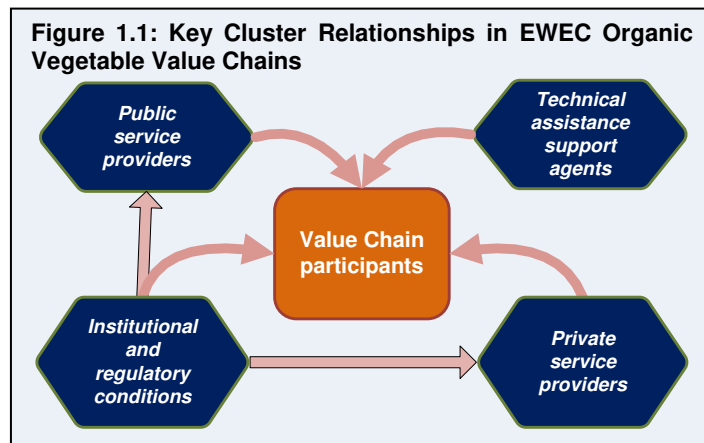 Figure 1.1: Key Cluster Relationships in EWEC Organic
Vegetable Value Chains
Public
service
providers
Technical
assistance
support
agents
Value Chain
participants
Institutional
and
regulatory
conditions
Private
service
providers